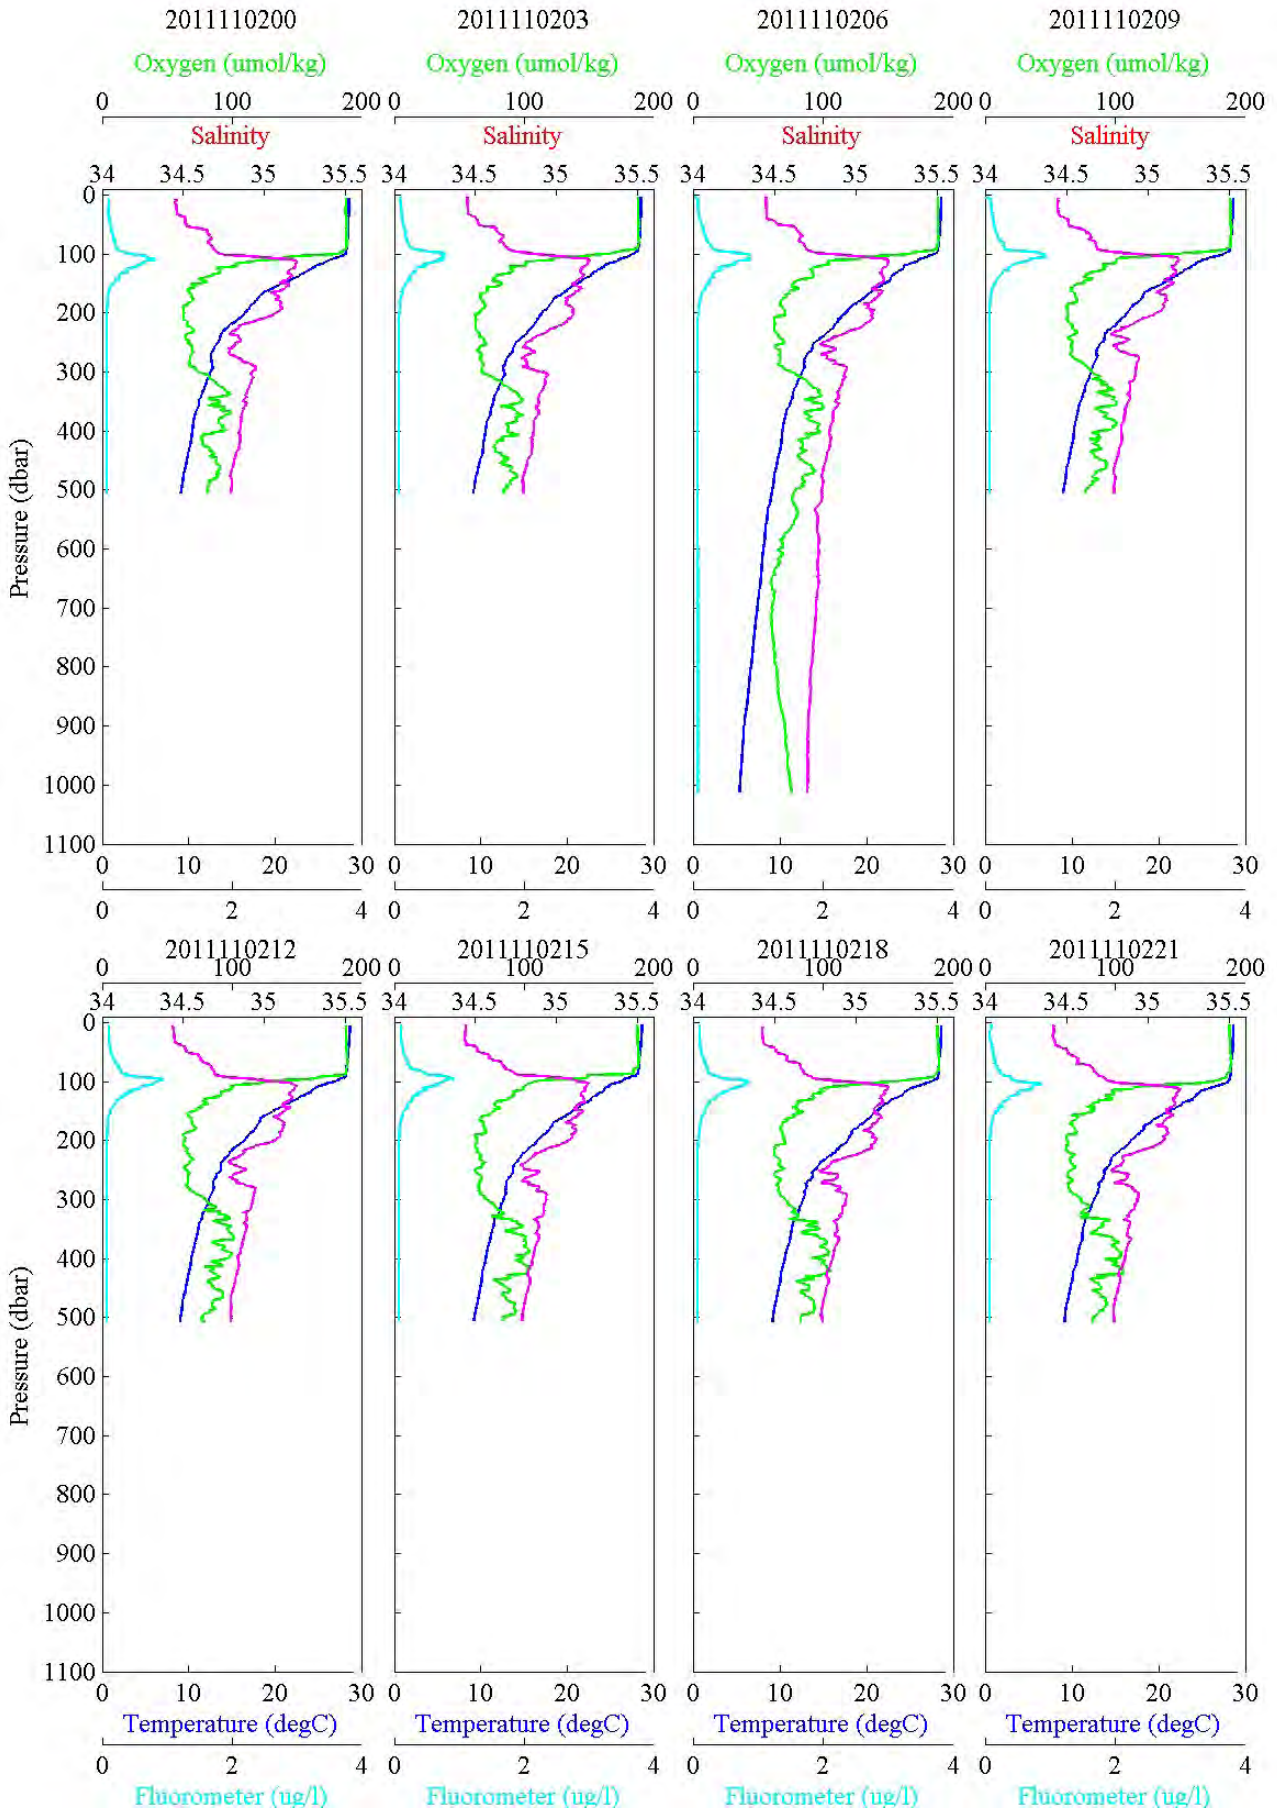 2011110200 2011110203 2011110206 2011110209
Oxygen (umol/kg) Oxygen (umol/kg) Oxygen (umol/kg) Oxygen (umol/kg)
0 100 200 0 100 200 0 100 200 0 100 200
Salinity Salinity Salinity Salinity
34 34.5 35 35.5 34 34.5 35 35.5 34 34.5 35 35.5 34 34.5 35 35.5
0
100
200
300
400
500
600
700
800
900
1000
1100
Pressure (dbar)
0 10 20 30 0 10 20 30 0 10 20 30 0 10 20 30
0 2 4 0 2 4 0 2 4 0 2 4
2011110212 2011110215 2011110218 2011110221
0 100 200 0 100 200 0 100 200 0 100 200
34 34.5 35 35.5 34 34.5 35 35.5 34 34.5 35 35.5 34 34.5 35 35.5
0
100
200
300
400
500
600
700
800
900
1000
1100
Pressure (dbar)
0 10 20 30 0 10 20 30 0 10 20 30 0 10 20 30
Temperature (degC) Temperature (degC) Temperature (degC) Temperature (degC)
0 2 4 0 2 4 0 2 4 0 2 4
Fluorometer (ug/l) Fluorometer (ug/l) Fluorometer (ug/l) Fluorometer (ug/l)